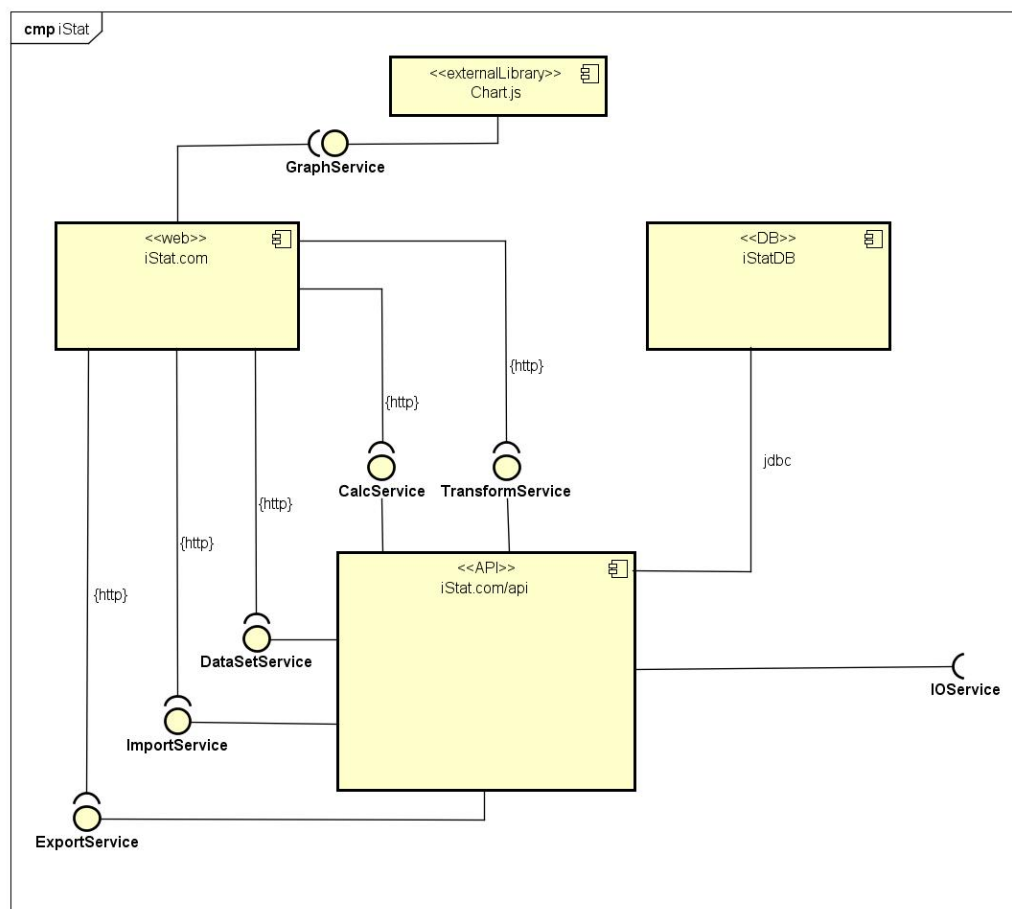 cmp iStat
<<externalLibrary>>
Chart.js
GraphService
<<web>>
iStat.com
<<DB>>
iStatDB
{http}
{http}
jdbc
CalcService
TransformService
{http}
{http}
<<API>>
iStat.com/api
{http}
DataSetService
IOService
ImportService
ExportService